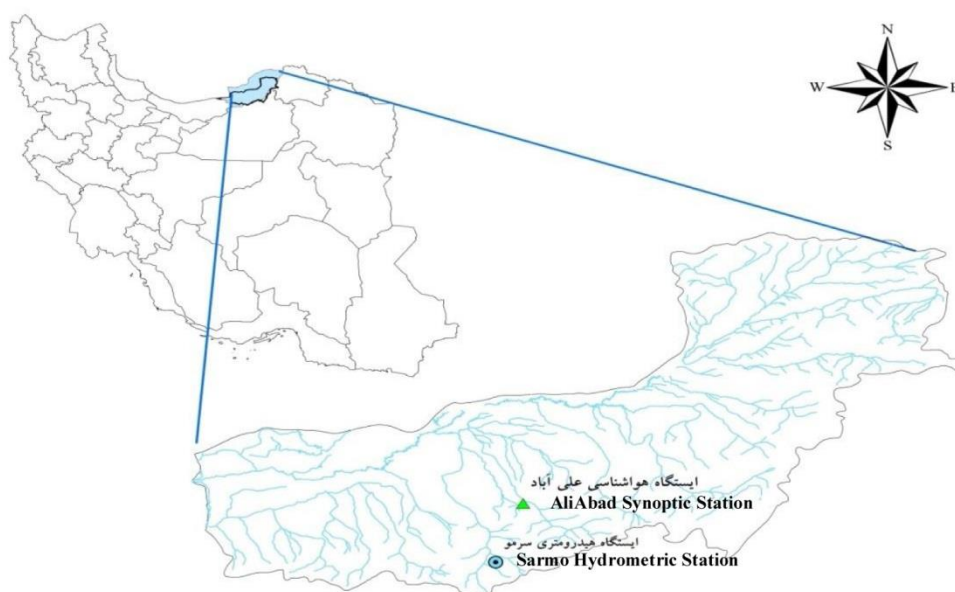 N
W
E
S
ایستگاه هواشناسی علی آباد
AliAbad Synoptic Station
ایستگاه هیدرومتری سرمو
Sarmo Hydrometric Station